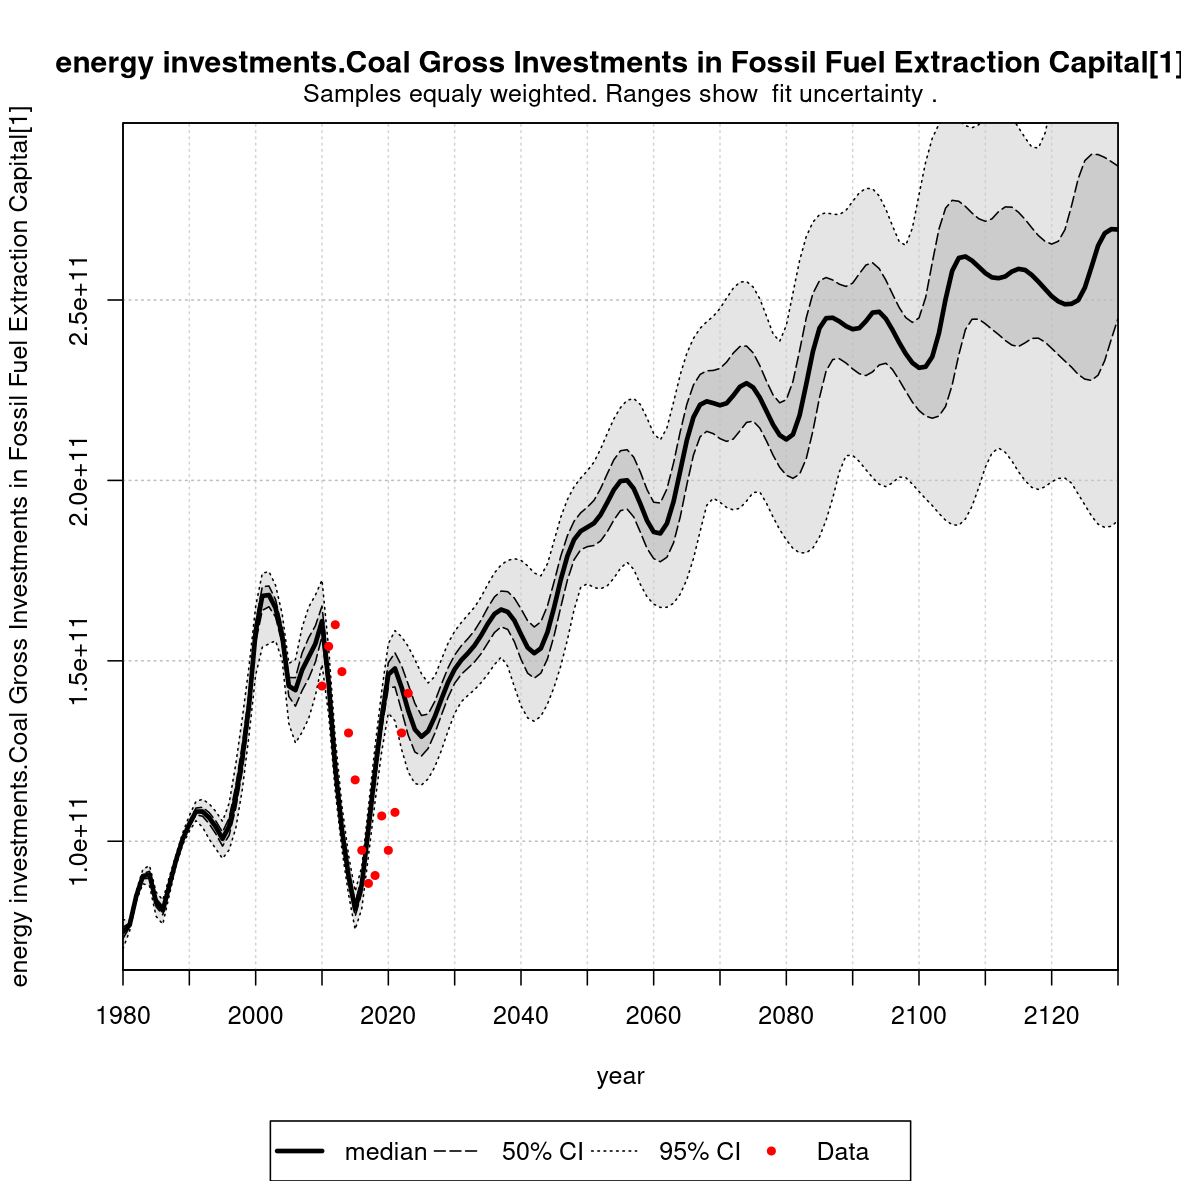 energy investments.Coal Gross Investments in Fossil Fuel Extraction Capital[1]
Samples equaly weighted. Ranges show  fit uncertainty .
energy investments.Coal Gross Investments in Fossil Fuel Extraction Capital[1]
2.5e+11
2.0e+11
1.5e+11
1.0e+11
1980 2000 2020 2040 2060 2080 2100 2120
year
median 50% CI 95% CI Data